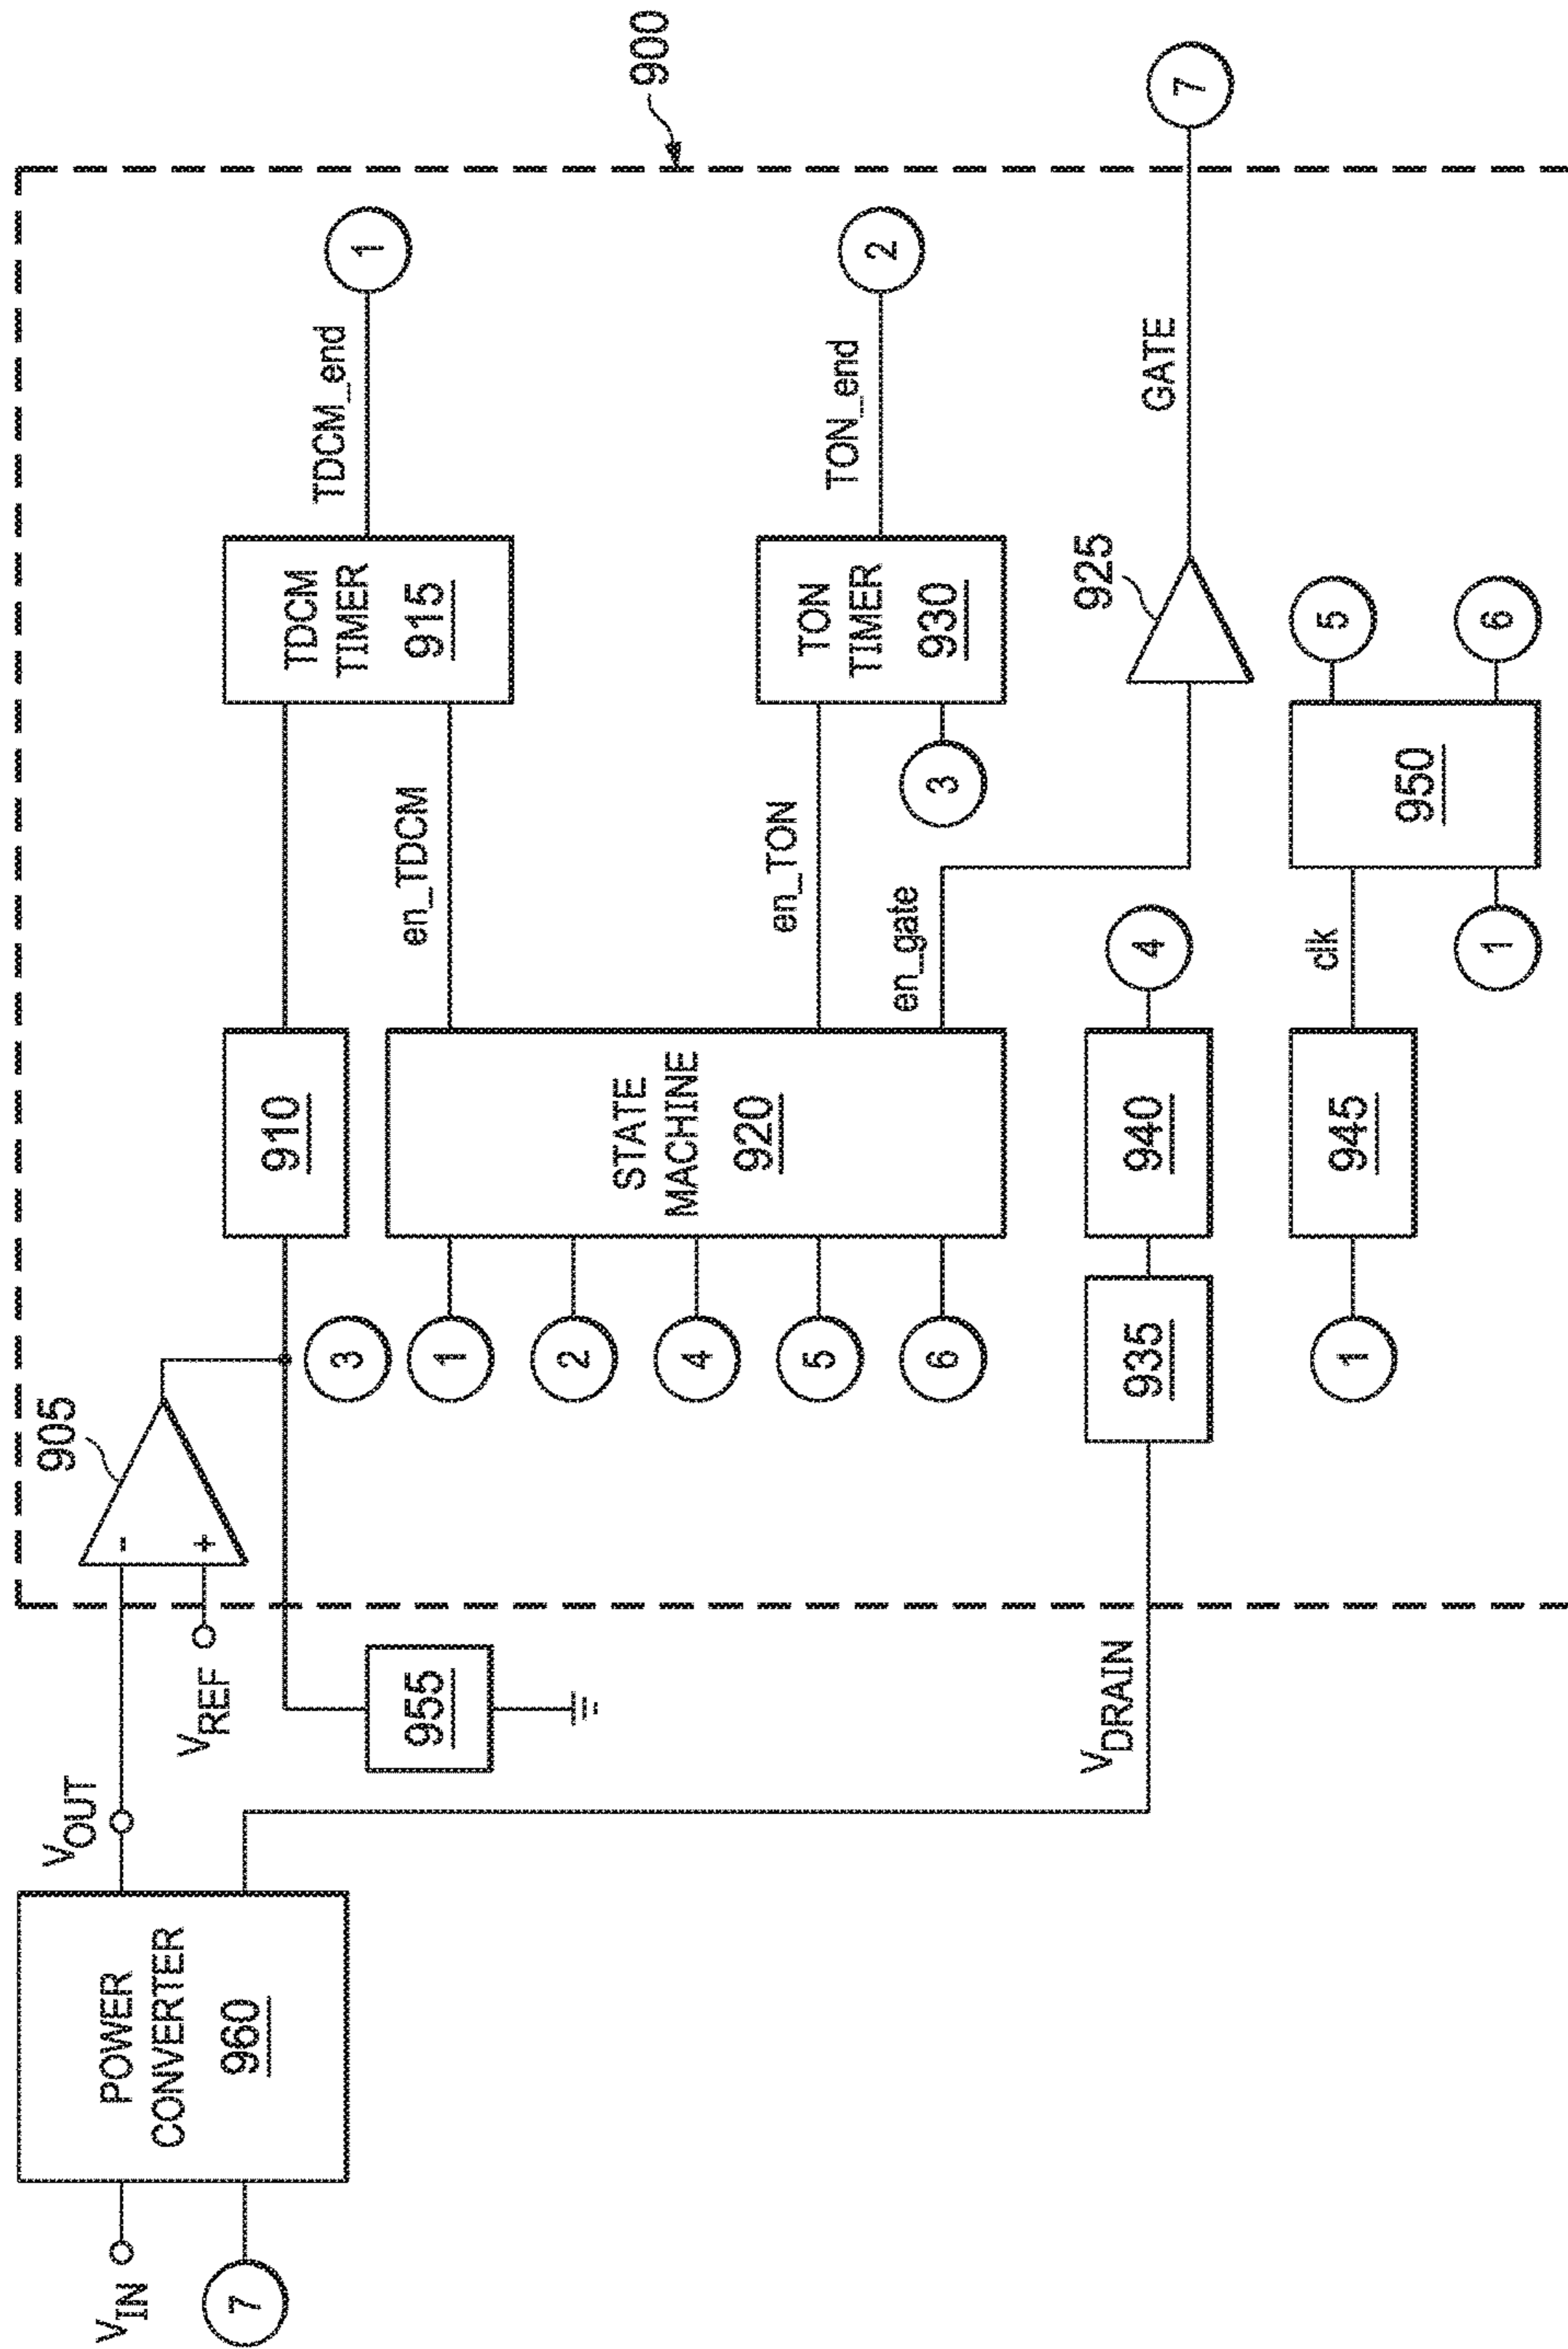 900
V_IN
7
POWER
CONVERTER
960
V_OUT
V_REF
-
+
905
955
910
TDCM
TIMER
915
TDCM_end
1
3
1
2
4
5
6
STATE
MACHINE
920
en_TDCM
en_TON
en_gate
TON
TIMER
930
3
TON_end
2
925
GATE
7
V_DRAIN
935
940
4
1
945
clk
1
950
5
6